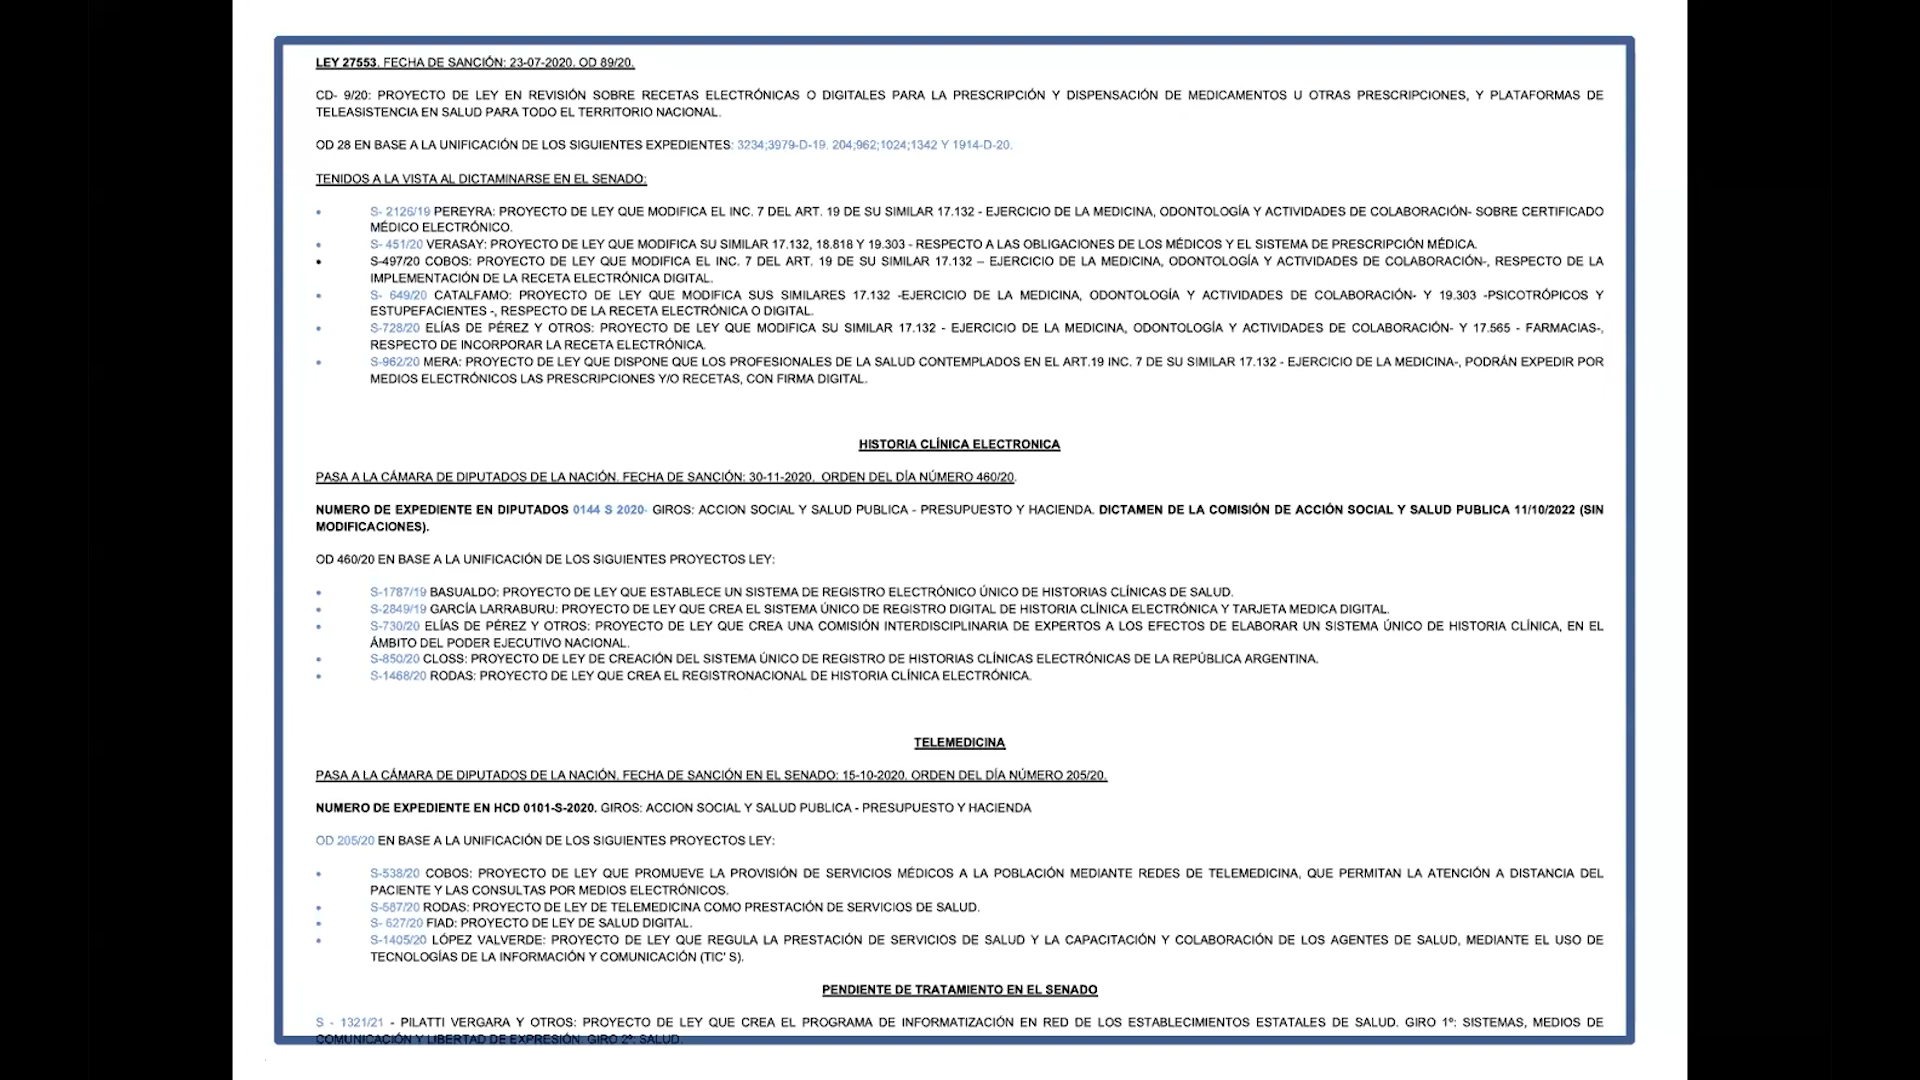 LEY 27553. FECHA DE SANCIÓN: 23-07-2020. OD 89/20.
CD- 9/20: PROYECTO DE LEY EN REVISIÓN SOBRE RECETAS ELECTRÓNICAS O DIGITALES PARA LA PRESCRIPCIÓN Y DISPENSACIÓN DE MEDICAMENTOS U OTRAS PRESCRIPCIONES, Y PLATAFORMAS DE
TELEASISTENCIA EN SALUD PARA TODO EL TERRITORIO NACIONAL.
OD 28 EN BASE A LA UNIFICACIÓN DE LOS SIGUIENTES EXPEDIENTES: 3234;3979-D-19. 204;962;1024;1342 Y 1914-D-20.
TENIDOS A LA VISTA AL DICTAMINARSE EN EL SENADO:
• S- 2126/19 PEREYRA: PROYECTO DE LEY QUE MODIFICA EL INC. 7 DEL ART. 19 DE SU SIMILAR 17.132 - EJERCICIO DE LA MEDICINA, ODONTOLOGÍA Y ACTIVIDADES DE COLABORACIÓN- SOBRE CERTIFICADO
MÉDICO ELECTRÓNICO.
• S- 451/20 VERASAY: PROYECTO DE LEY QUE MODIFICA SU SIMILAR 17.132, 18.818 Y 19.303 - RESPECTO A LAS OBLIGACIONES DE LOS MÉDICOS Y EL SISTEMA DE PRESCRIPCIÓN MÉDICA.
• S-497/20 COBOS: PROYECTO DE LEY QUE MODIFICA EL INC. 7 DEL ART. 19 DE SU SIMILAR 17.132 – EJERCICIO DE LA MEDICINA, ODONTOLOGÍA Y ACTIVIDADES DE COLABORACIÓN-, RESPECTO DE LA
IMPLEMENTACIÓN DE LA RECETA ELECTRÓNICA DIGITAL.
• S- 649/20 CATALFAMO: PROYECTO DE LEY QUE MODIFICA SUS SIMILARES 17.132 -EJERCICIO DE LA MEDICINA, ODONTOLOGÍA Y ACTIVIDADES DE COLABORACIÓN- Y 19.303 -PSICOTRÓPICOS Y
ESTUPEFACIENTES -, RESPECTO DE LA RECETA ELECTRÓNICA O DIGITAL.
• S-728/20 ELÍAS DE PÉREZ Y OTROS: PROYECTO DE LEY QUE MODIFICA SU SIMILAR 17.132 - EJERCICIO DE LA MEDICINA, ODONTOLOGÍA Y ACTIVIDADES DE COLABORACIÓN- Y 17.565 - FARMACIAS-,
RESPECTO DE INCORPORAR LA RECETA ELECTRÓNICA.
• S-962/20 MERA: PROYECTO DE LEY QUE DISPONE QUE LOS PROFESIONALES DE LA SALUD CONTEMPLADOS EN EL ART.19 INC. 7 DE SU SIMILAR 17.132 - EJERCICIO DE LA MEDICINA-, PODRÁN EXPEDIR POR
MEDIOS ELECTRÓNICOS LAS PRESCRIPCIONES Y/O RECETAS, CON FIRMA DIGITAL.
HISTORIA CLÍNICA ELECTRONICA
PASA A LA CÁMARA DE DIPUTADOS DE LA NACIÓN. FECHA DE SANCIÓN: 30-11-2020. ORDEN DEL DÍA NÚMERO 460/20.
NUMERO DE EXPEDIENTE EN DIPUTADOS 0144 S 2020- GIROS: ACCION SOCIAL Y SALUD PUBLICA - PRESUPUESTO Y HACIENDA. DICTAMEN DE LA COMISIÓN DE ACCIÓN SOCIAL Y SALUD PUBLICA 11/10/2022 (SIN
MODIFICACIONES).
OD 460/20 EN BASE A LA UNIFICACIÓN DE LOS SIGUIENTES PROYECTOS LEY:
• S-1787/19 BASUALDO: PROYECTO DE LEY QUE ESTABLECE UN SISTEMA DE REGISTRO ELECTRÓNICO ÚNICO DE HISTORIAS CLÍNICAS DE SALUD.
• S-2849/19 GARCÍA LARRABURU: PROYECTO DE LEY QUE CREA EL SISTEMA ÚNICO DE REGISTRO DIGITAL DE HISTORIA CLÍNICA ELECTRÓNICA Y TARJETA MEDICA DIGITAL.
• S-730/20 ELÍAS DE PÉREZ Y OTROS: PROYECTO DE LEY QUE CREA UNA COMISIÓN INTERDISCIPLINARIA DE EXPERTOS A LOS EFECTOS DE ELABORAR UN SISTEMA ÚNICO DE HISTORIA CLÍNICA, EN EL
ÁMBITO DEL PODER EJECUTIVO NACIONAL.
• S-850/20 CLOSS: PROYECTO DE LEY DE CREACIÓN DEL SISTEMA ÚNICO DE REGISTRO DE HISTORIAS CLÍNICAS ELECTRÓNICAS DE LA REPÚBLICA ARGENTINA.
• S-1468/20 RODAS: PROYECTO DE LEY QUE CREA EL REGISTRONACIONAL DE HISTORIA CLÍNICA ELECTRÓNICA.
TELEMEDICINA
PASA A LA CÁMARA DE DIPUTADOS DE LA NACIÓN. FECHA DE SANCIÓN EN EL SENADO: 15-10-2020. ORDEN DEL DÍA NÚMERO 205/20.
NUMERO DE EXPEDIENTE EN HCD 0101-S-2020. GIROS: ACCION SOCIAL Y SALUD PUBLICA - PRESUPUESTO Y HACIENDA
OD 205/20 EN BASE A LA UNIFICACIÓN DE LOS SIGUIENTES PROYECTOS LEY:
• S-538/20 COBOS: PROYECTO DE LEY QUE PROMUEVE LA PROVISIÓN DE SERVICIOS MÉDICOS A LA POBLACIÓN MEDIANTE REDES DE TELEMEDICINA, QUE PERMITAN LA ATENCIÓN A DISTANCIA DEL
PACIENTE Y LAS CONSULTAS POR MEDIOS ELECTRÓNICOS.
• S-587/20 RODAS: PROYECTO DE LEY DE TELEMEDICINA COMO PRESTACIÓN DE SERVICIOS DE SALUD.
• S- 627/20 FIAD: PROYECTO DE LEY DE SALUD DIGITAL.
• S-1405/20 LÓPEZ VALVERDE: PROYECTO DE LEY QUE REGULA LA PRESTACIÓN DE SERVICIOS DE SALUD Y LA CAPACITACIÓN Y COLABORACIÓN DE LOS AGENTES DE SALUD, MEDIANTE EL USO DE
TECNOLOGÍAS DE LA INFORMACIÓN Y COMUNICACIÓN (TIC' S).
PENDIENTE DE TRATAMIENTO EN EL SENADO
S - 1321/21 - PILATTI VERGARA Y OTROS: PROYECTO DE LEY QUE CREA EL PROGRAMA DE INFORMATIZACIÓN EN RED DE LOS ESTABLECIMIENTOS ESTATALES DE SALUD. GIRO 1º: SISTEMAS, MEDIOS DE
COMUNICACIÓN Y LIBERTAD DE EXPRESIÓN. GIRO 2º: SALUD.